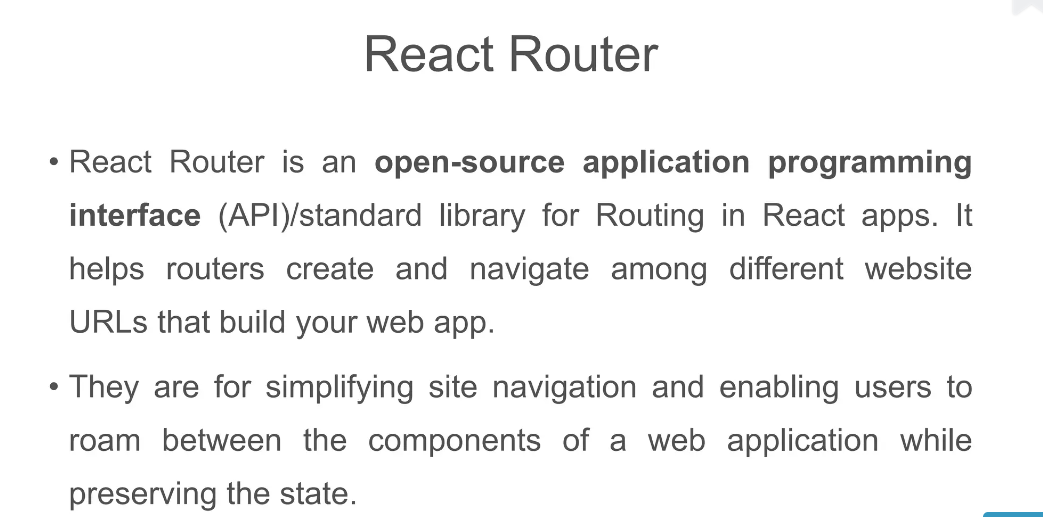 React Router
• React Router is an open-source application programming
interface (API)/standard library for Routing in React apps. It
helps routers create and navigate among different website
URLs that build your web app.
• They are for simplifying site navigation and enabling users to
roam between the components of a web application while
preserving the state.